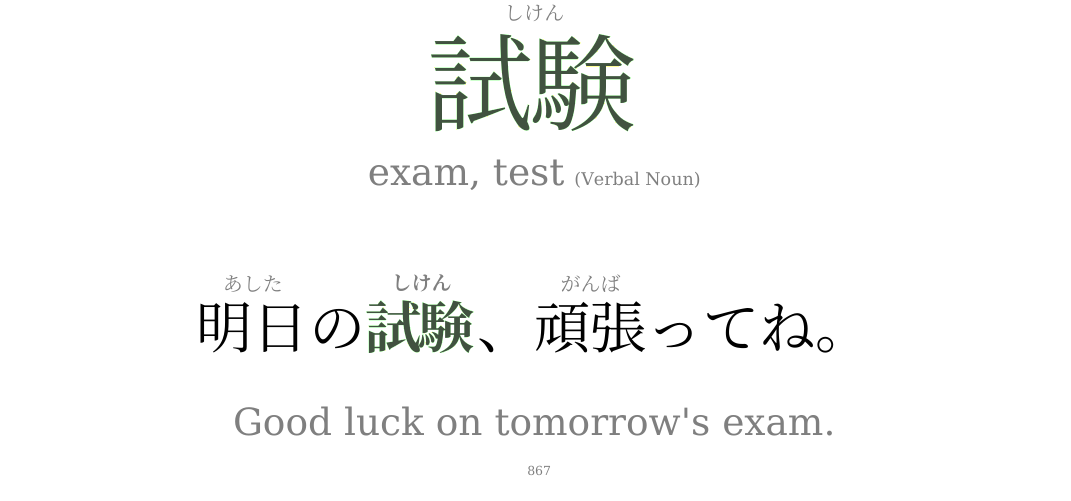 しけん
試験
exam, test (Verbal Noun)
あした しけん がんば
明日の試験、頑張ってね。
Good luck on tomorrow's exam.
867